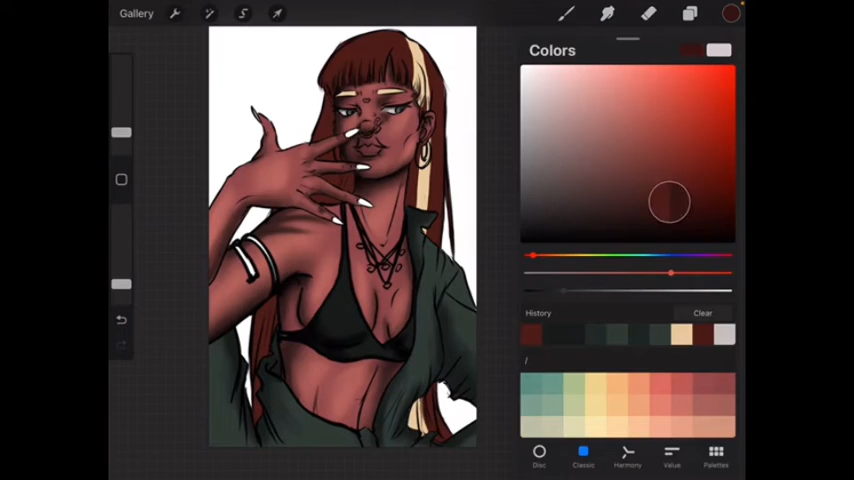 Gallery
Colors
History
Clear
/
Disc
Classic
Harmony
Value
Palettes